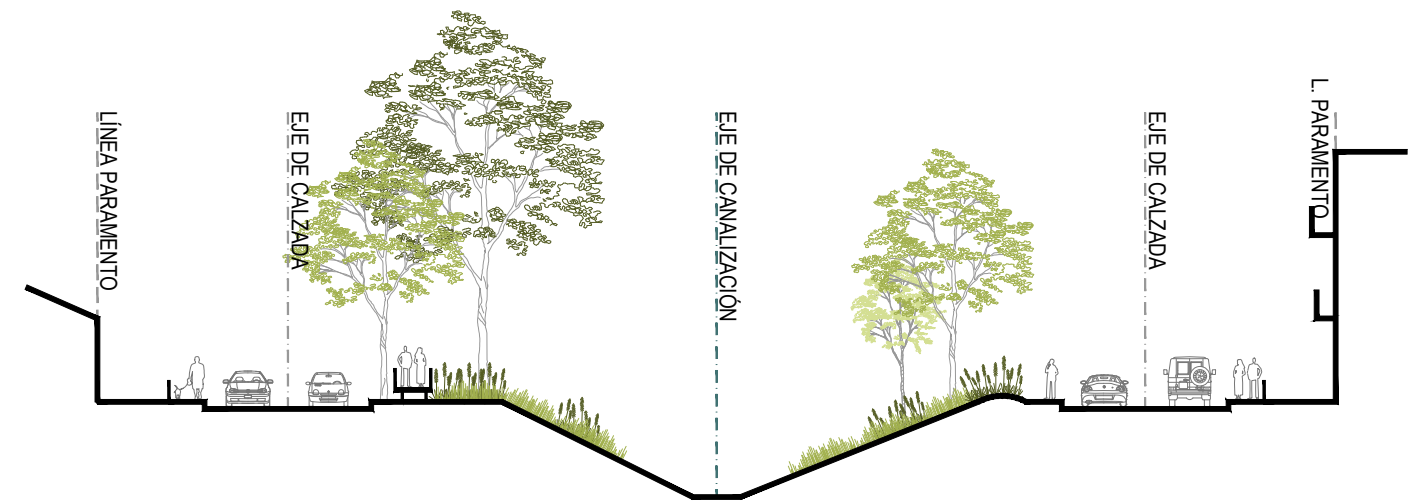 LÍNEA PARAMENTO
EJE DE CALZADA
EJE DE CANALIZACIÓN
EJE DE CALZADA
L. PARAMENTO